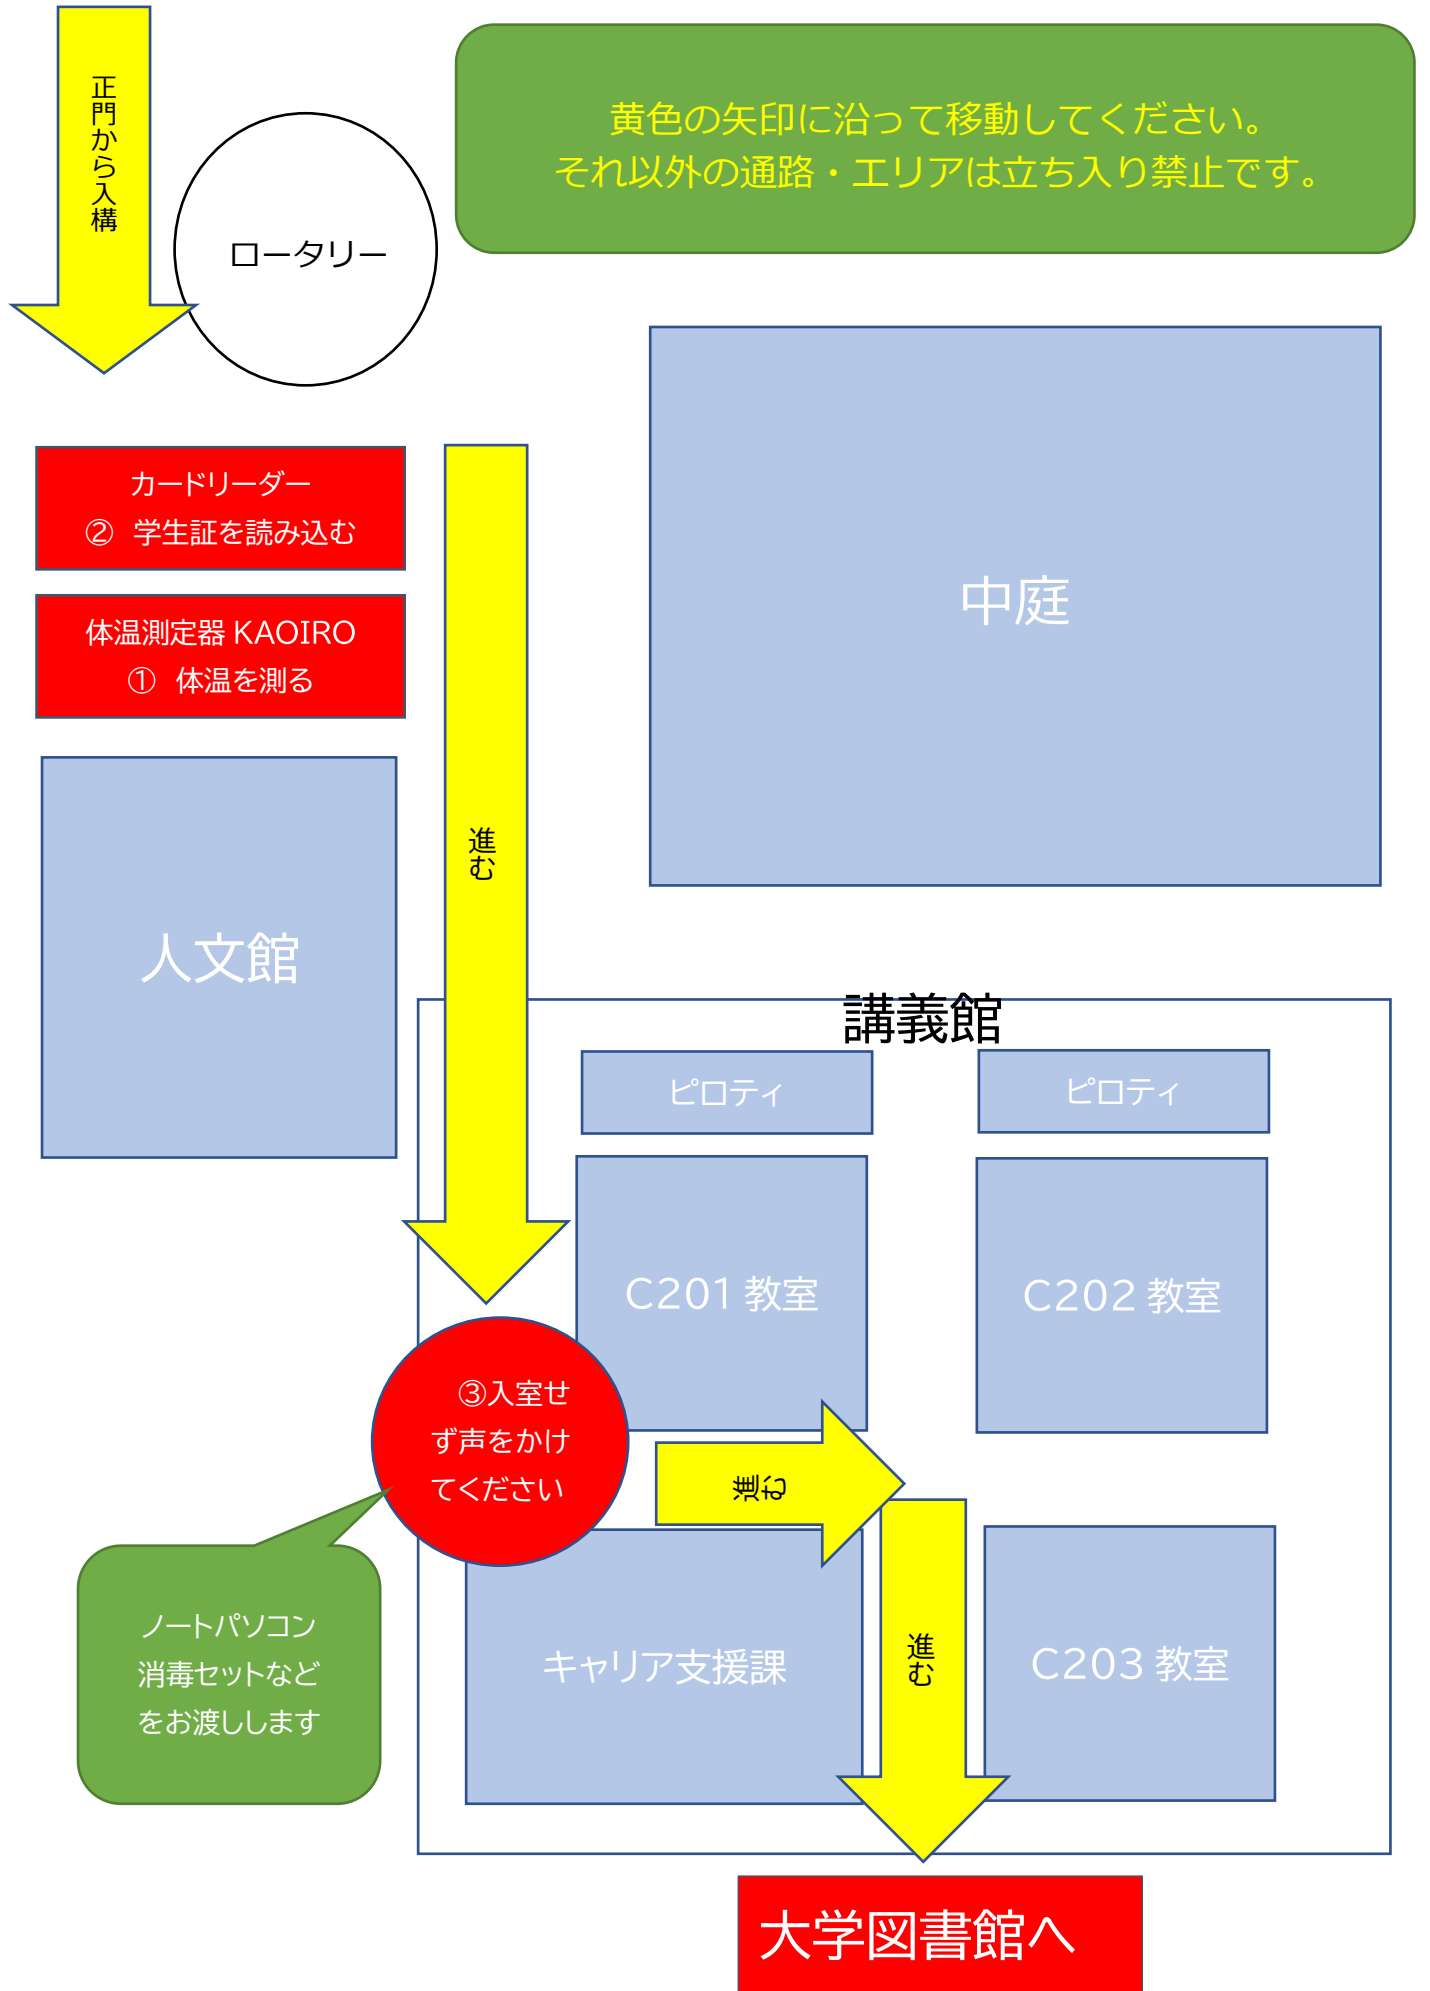 正門から入構
黄色の矢印に沿って移動してください。
それ以外の通路・エリアは立ち入り禁止です。
ロータリー
カードリーダー
② 学生証を読み込む
体温測定器 KAOIRO
① 体温を測る
中庭
進む
人文館
講義館
ピロティ
ピロティ
C201 教室
C202 教室
③入室せ
ず声をかけ
てください
進む
ノートパソコン
消毒セットなど
をお渡しします
キャリア支援課
進む
C203 教室
大学図書館へ